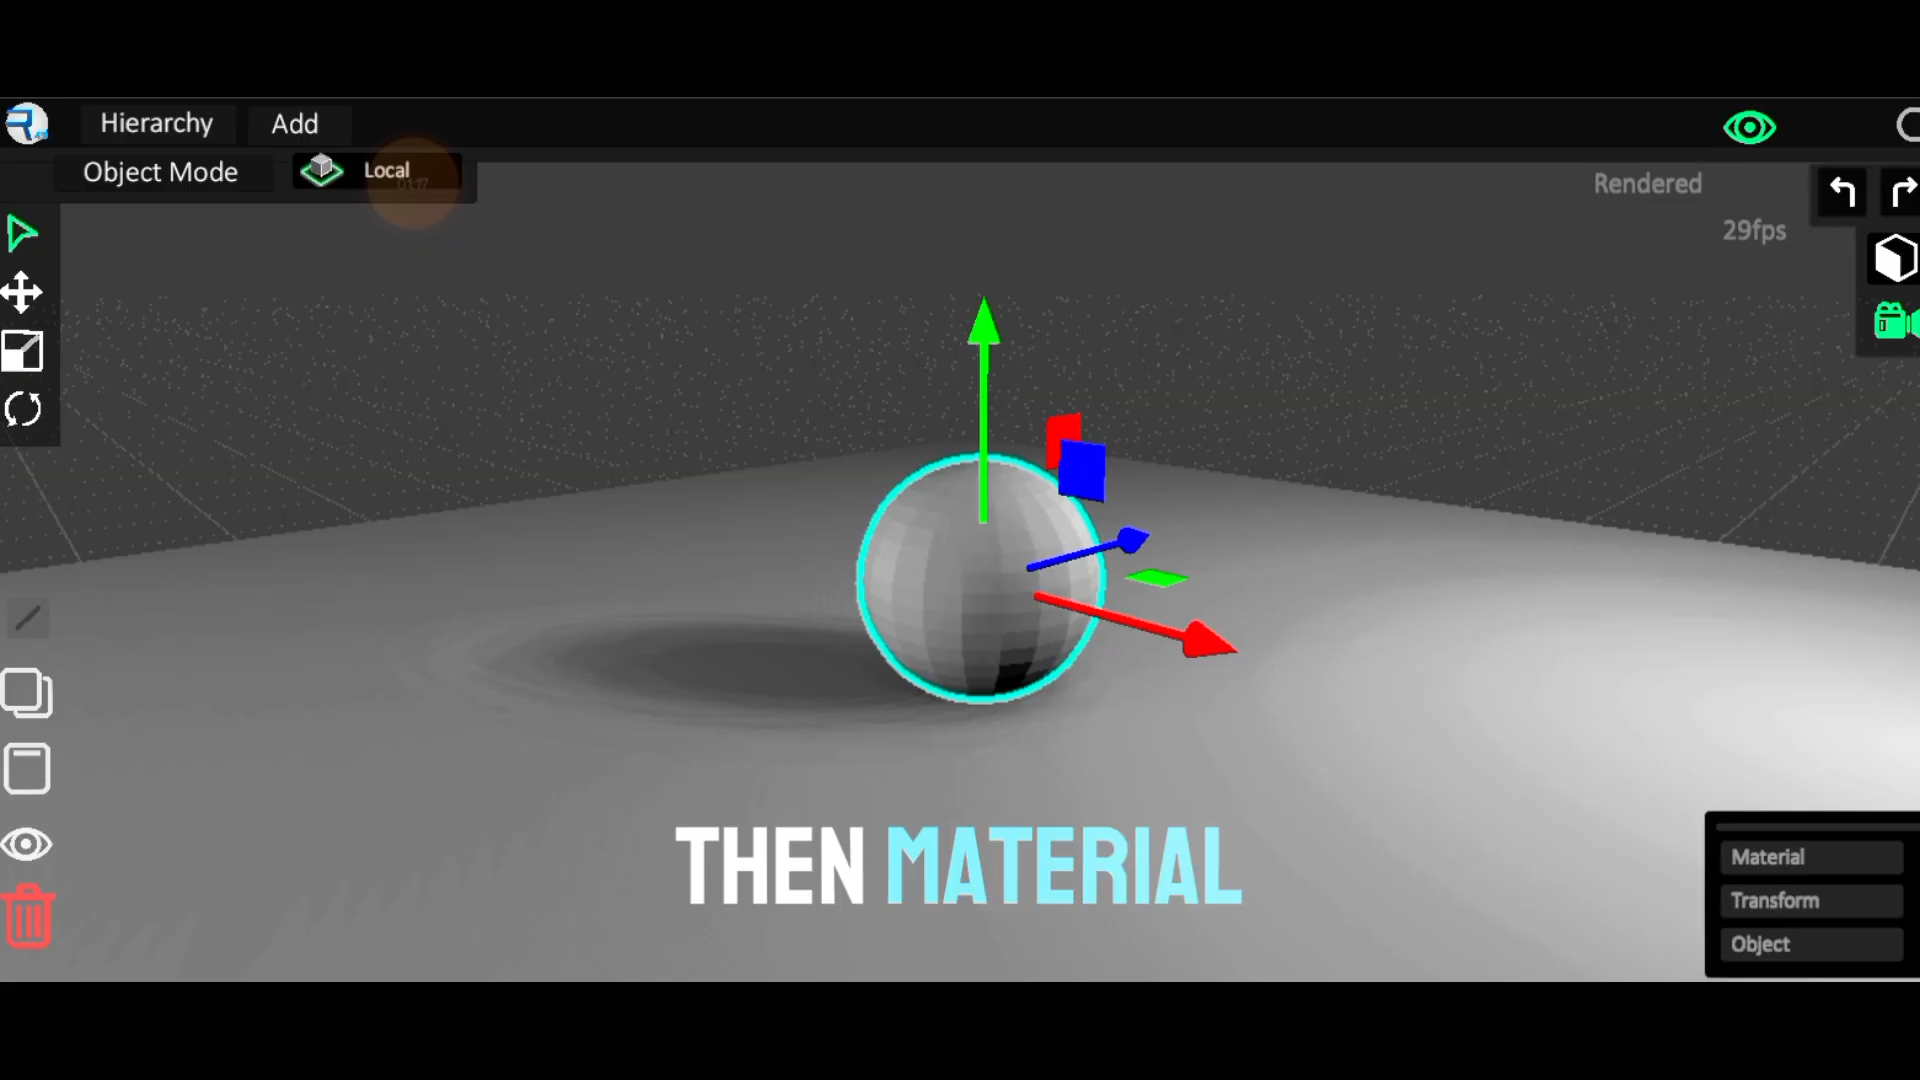 Hierarchy Add
Object Mode Local
Rendered
29fps
THEN MATERIAL
Material
Transform
Object